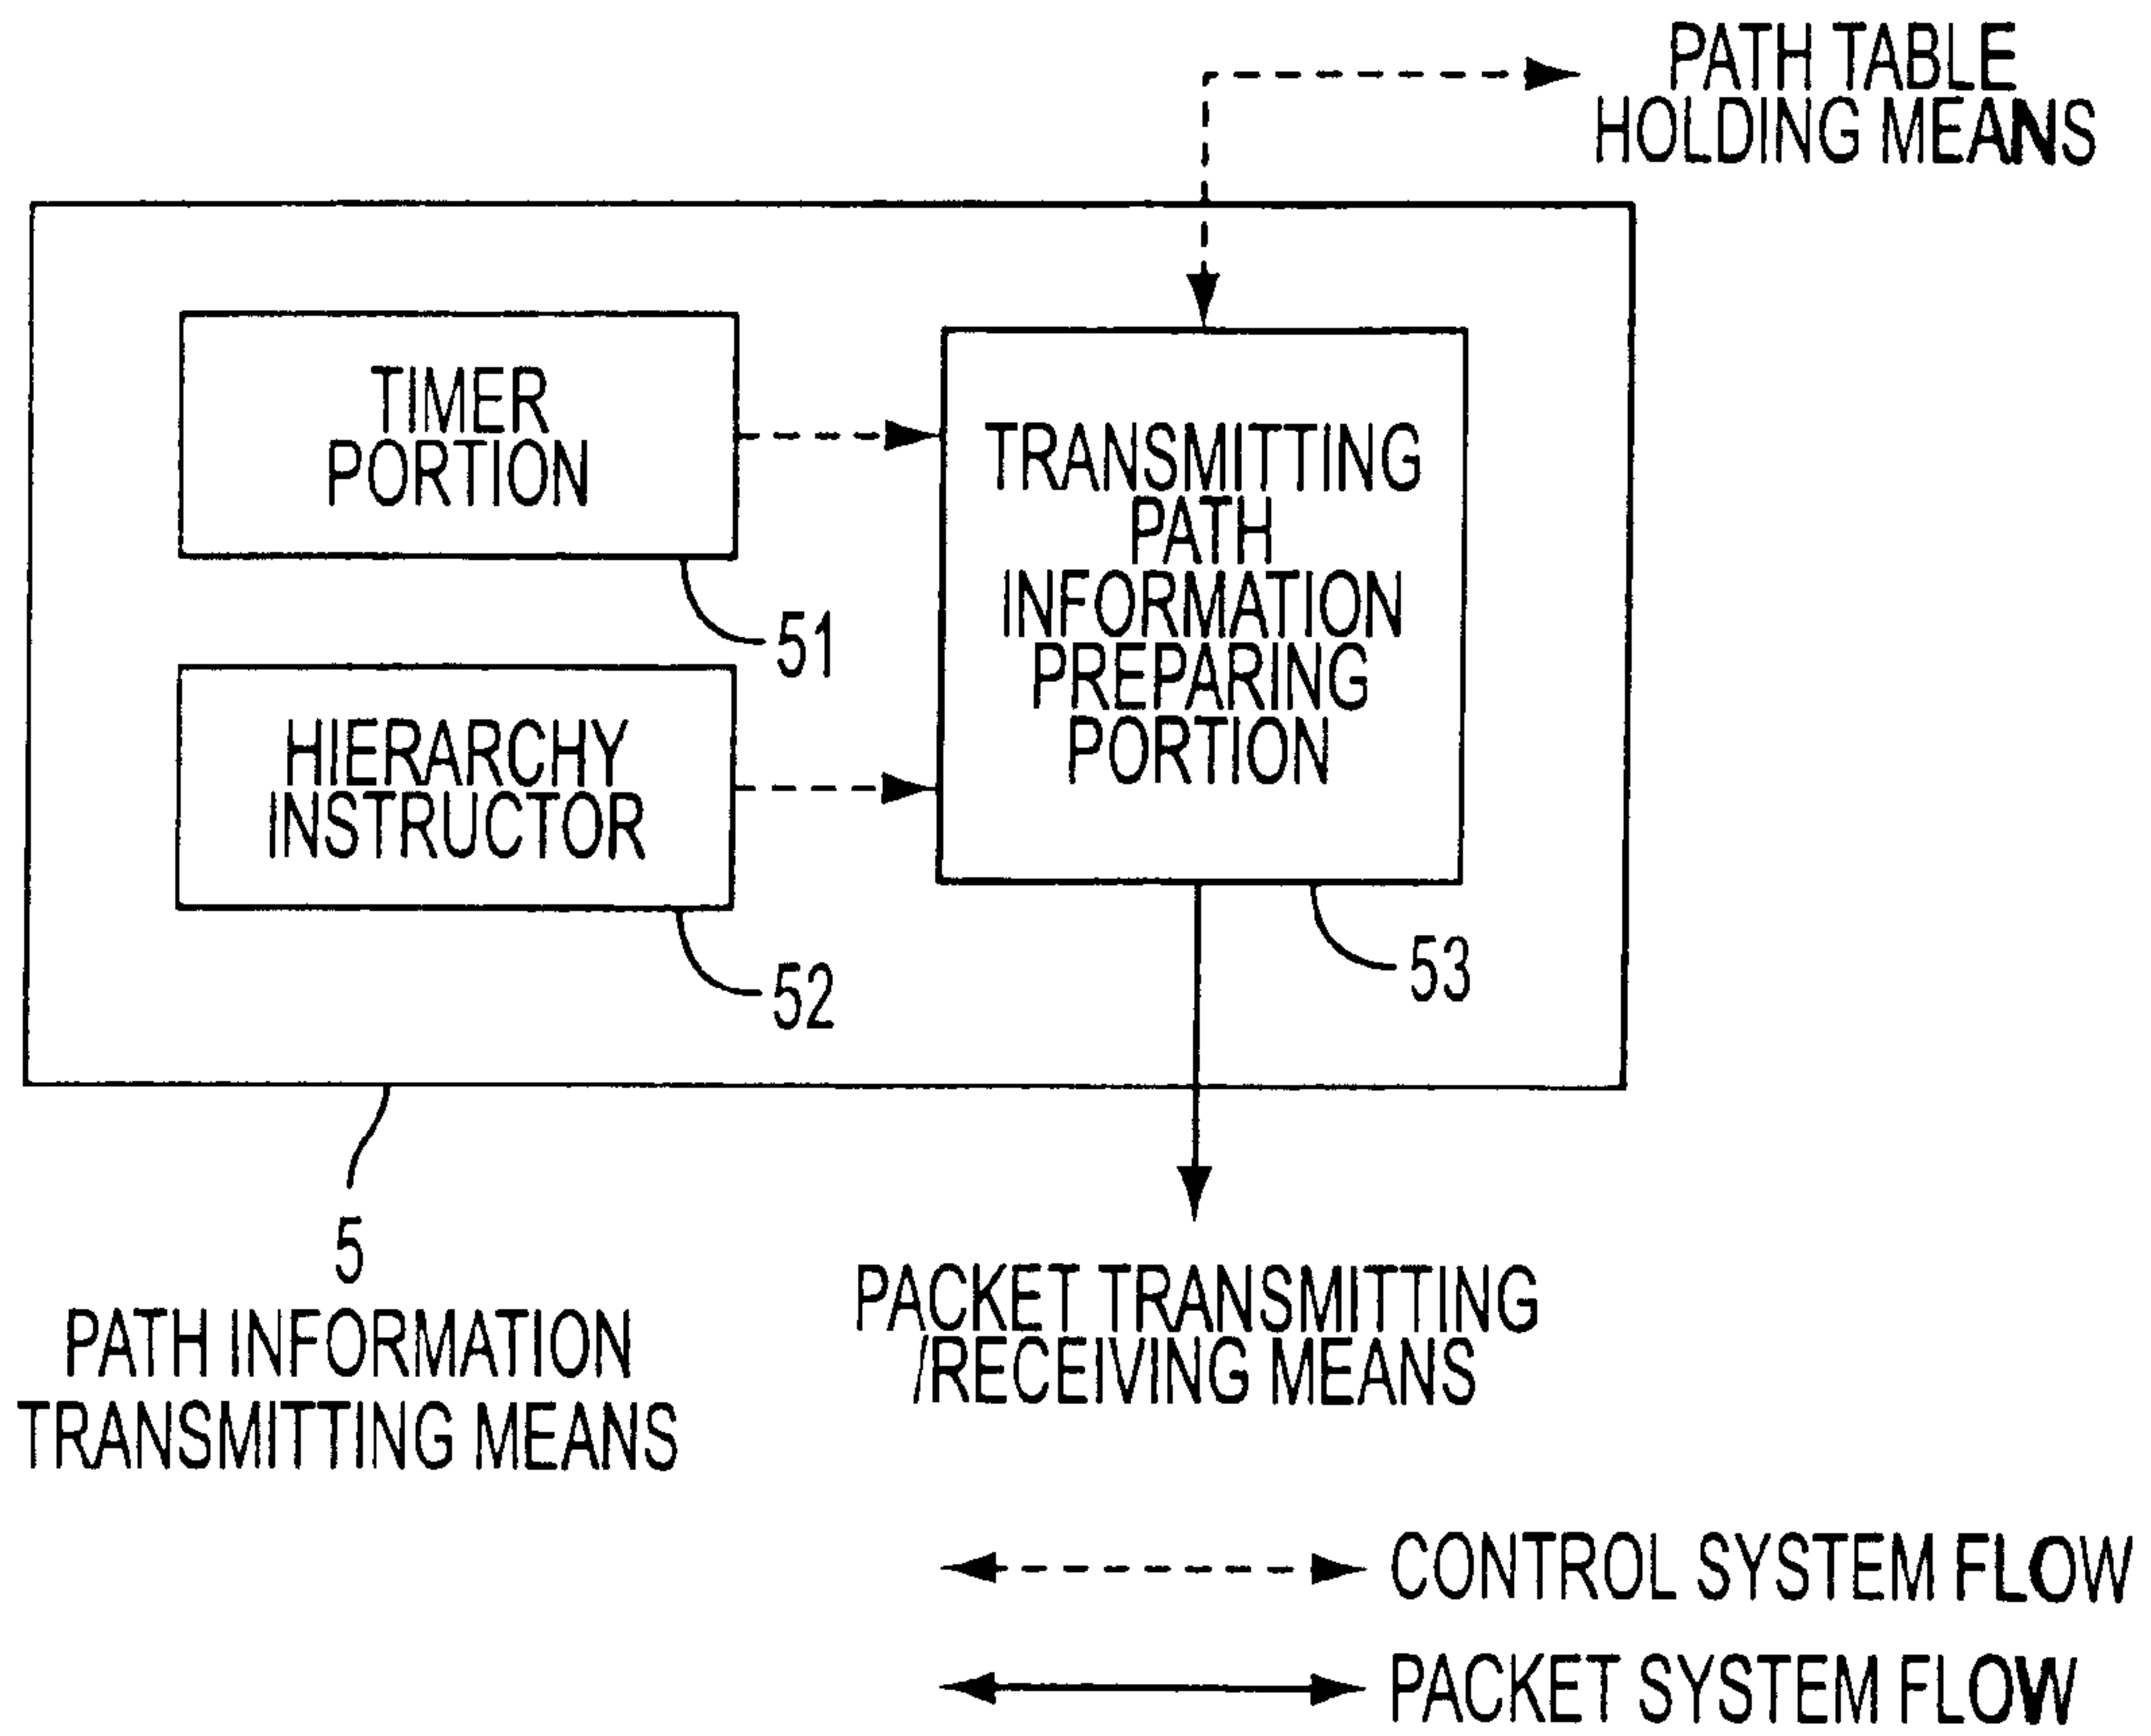 PATH TABLE
HOLDING MEANS
TIMER
PORTION
51
TRANSMITTING
PATH
INFORMATION
PREPARING
PORTION
HIERARCHY
INSTRUCTOR
52
53
5
PATH INFORMATION
TRANSMITTING MEANS
PACKET TRANSMITTING
/RECEIVING MEANS
CONTROL SYSTEM FLOW
PACKET SYSTEM FLOW